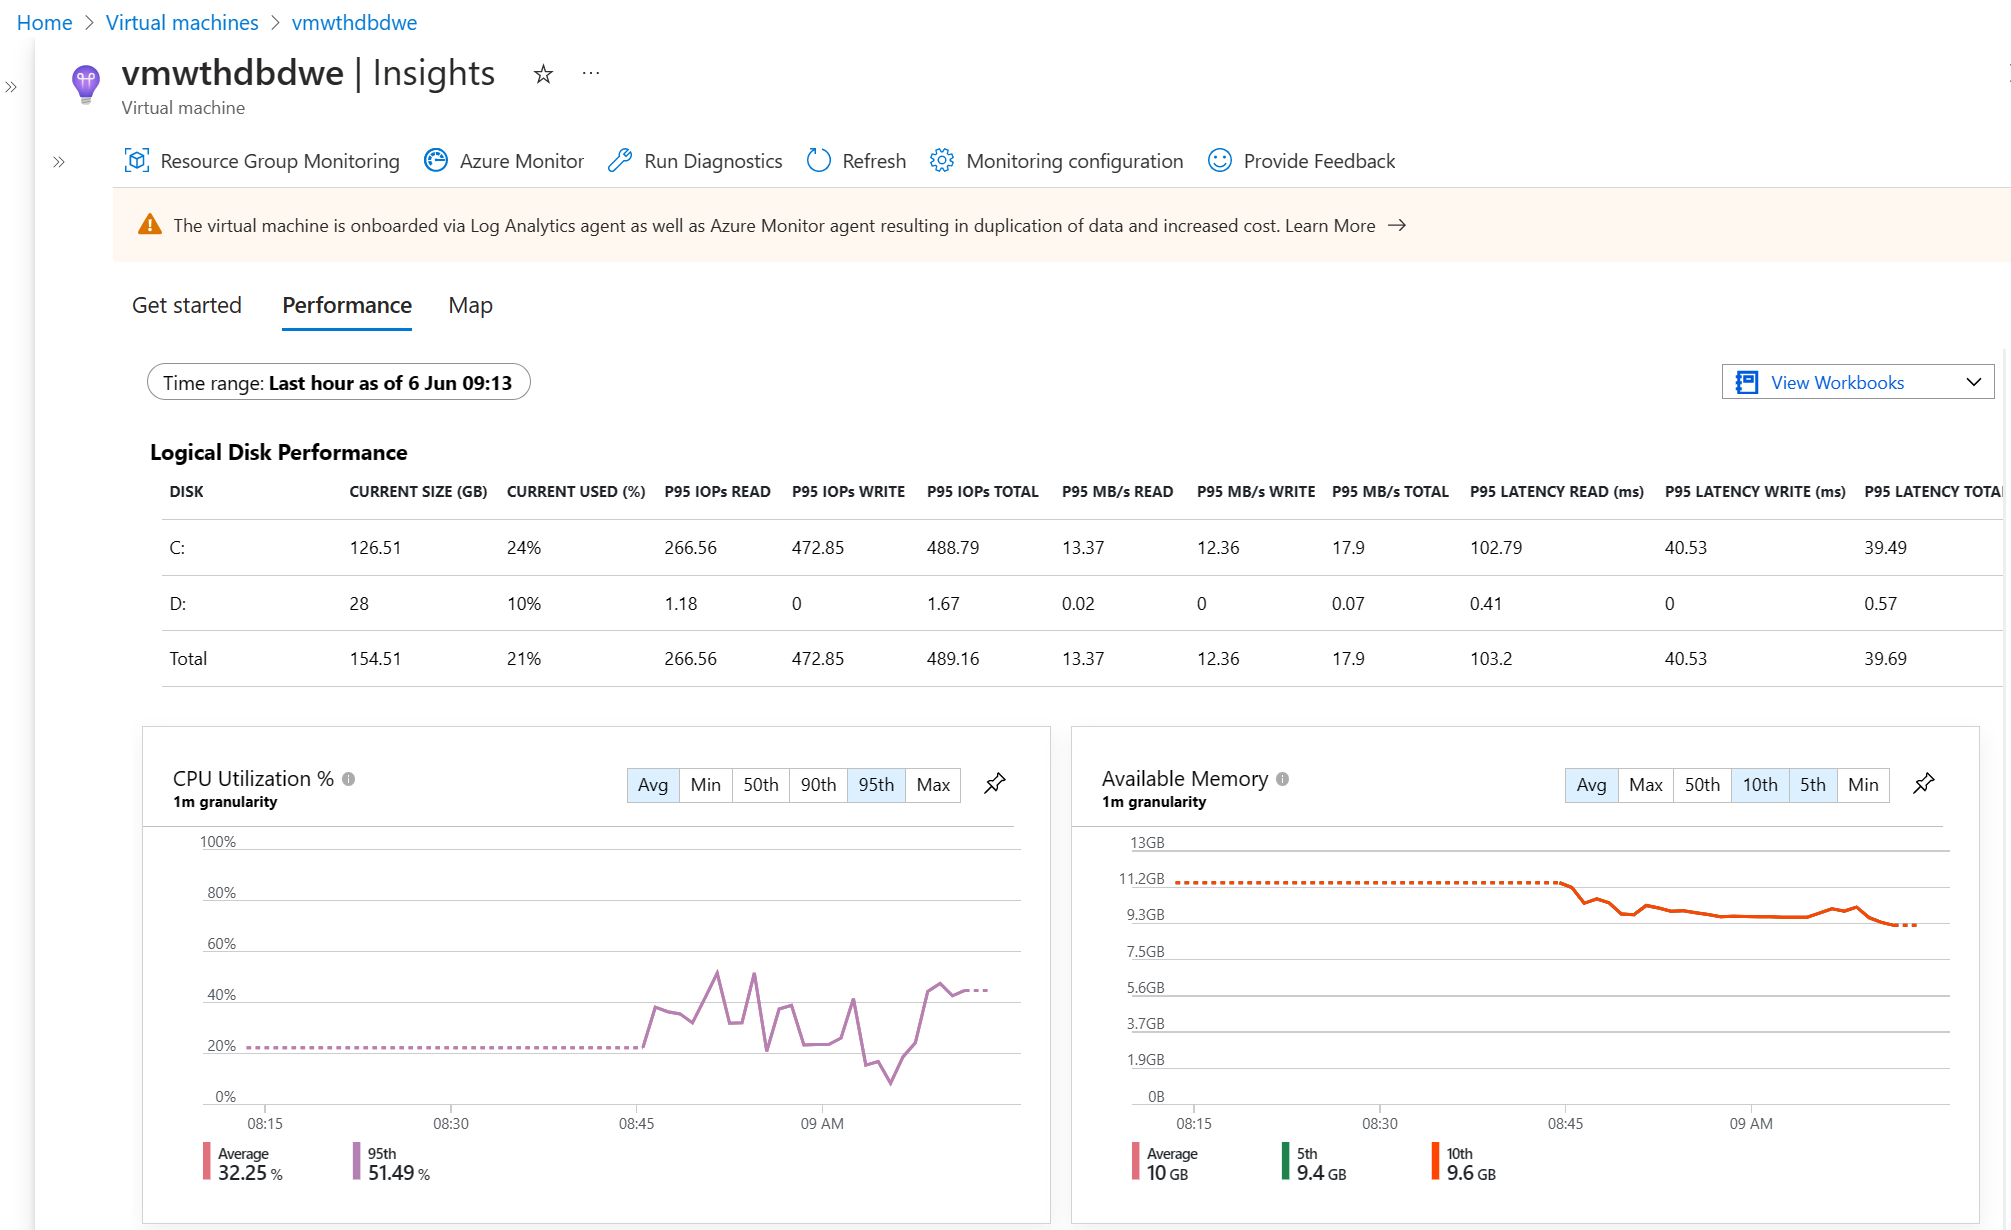 Home > Virtual machines > vmwthdbdwe
vmwthdbdwe | Insights
Virtual machine
Resource Group Monitoring Azure Monitor Run Diagnostics Refresh Monitoring configuration Provide Feedback
The virtual machine is onboarded via Log Analytics agent as well as Azure Monitor agent resulting in duplication of data and increased cost. Learn More →
Get started Performance Map
Time range: Last hour as of 6 Jun 09:13
View Workbooks
Logical Disk Performance
DISK CURRENT SIZE (GB) CURRENT USED (%) P95 IOPs READ P95 IOPs WRITE P95 IOPs TOTAL P95 MB/s READ P95 MB/s WRITE P95 MB/s TOTAL P95 LATENCY READ (ms) P95 LATENCY WRITE (ms) P95 LATENCY
C: 126.51 24% 266.56 472.85 488.79 13.37 12.36 17.9 102.79 40.53 39.49
D: 28 10% 1.18 0 1.67 0.02 0 0.07 0.41 0 0.57
Total 154.51 21% 266.56 472.85 489.16 13.37 12.36 17.9 103.2 40.53 39.69
CPU Utilization %
1m granularity
Avg Min 50th 90th 95th Max
100%
80%
60%
40%
20%
0%
08:15 08:30 08:45 09 AM
Average 95th
32.25 % 51.49 %
Available Memory
1m granularity
Avg Max 50th 10th 5th Min
13GB
11.2GB
9.3GB
7.5GB
5.6GB
3.7GB
1.9GB
0B
08:15 08:30 08:45 09 AM
Average 5th 10th
10 GB 9.4 GB 9.6 GB